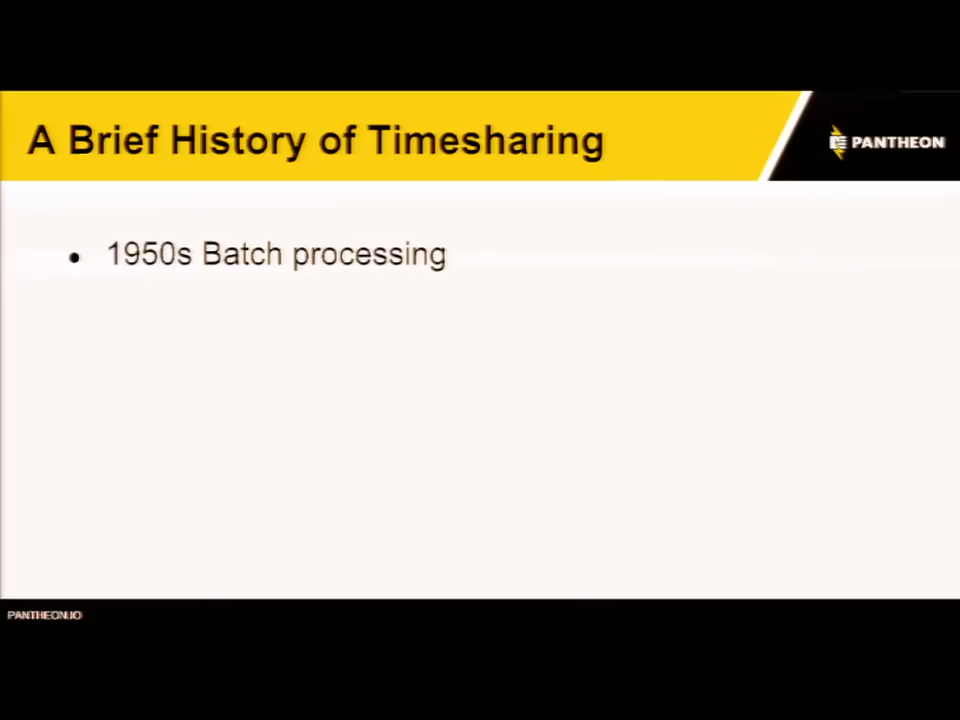 A Brief History of Timesharing
PANTHEON
• 1950s Batch processing
PANTHEON.IO